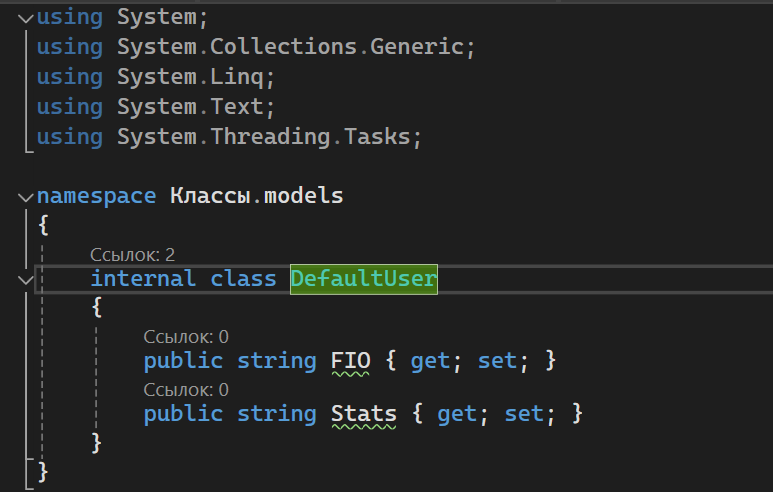 using System;
using System.Collections.Generic;
using System.Linq;
using System.Text;
using System.Threading.Tasks;
namespace Классы.models
{
Ссылок: 2
internal class DefaultUser
{
Ссылок: 0
public string FIO { get; set; }
Ссылок: 0
public string Stats { get; set; }
}
}